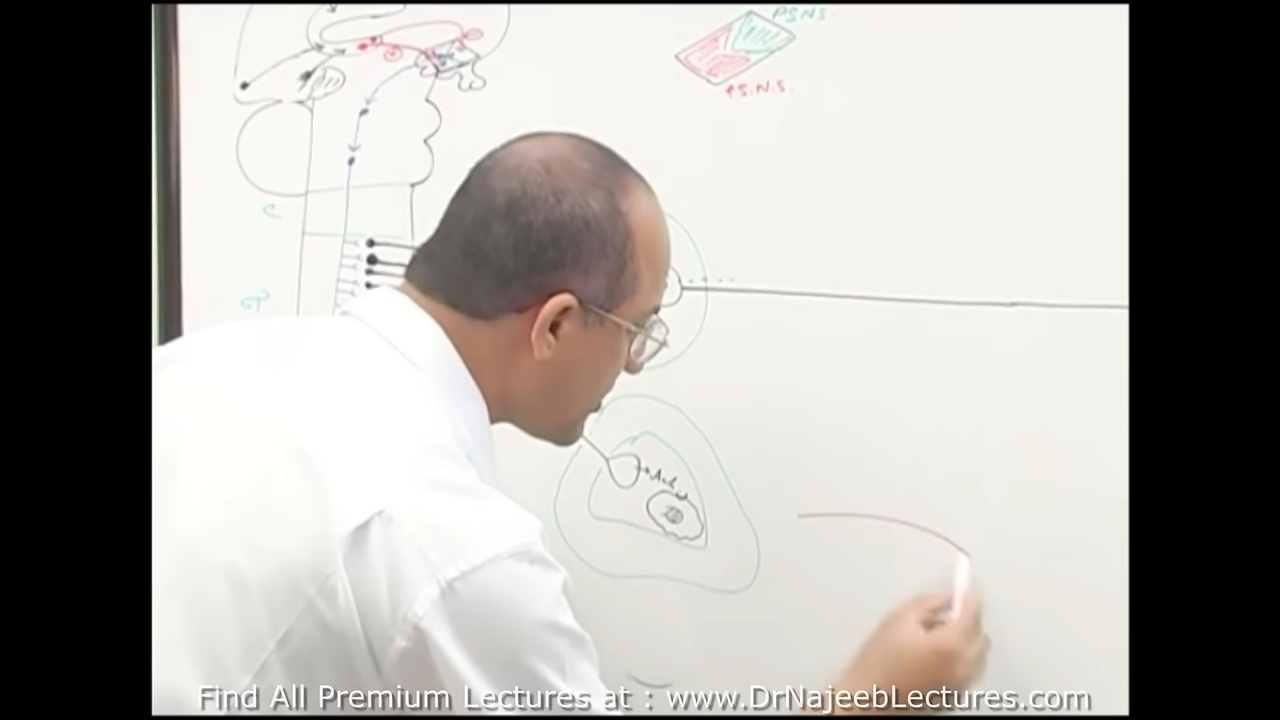 PSNS.
S.N.S.
C
T
Ach
Find All Premium Lectures at : www.DrNajeebLectures.com